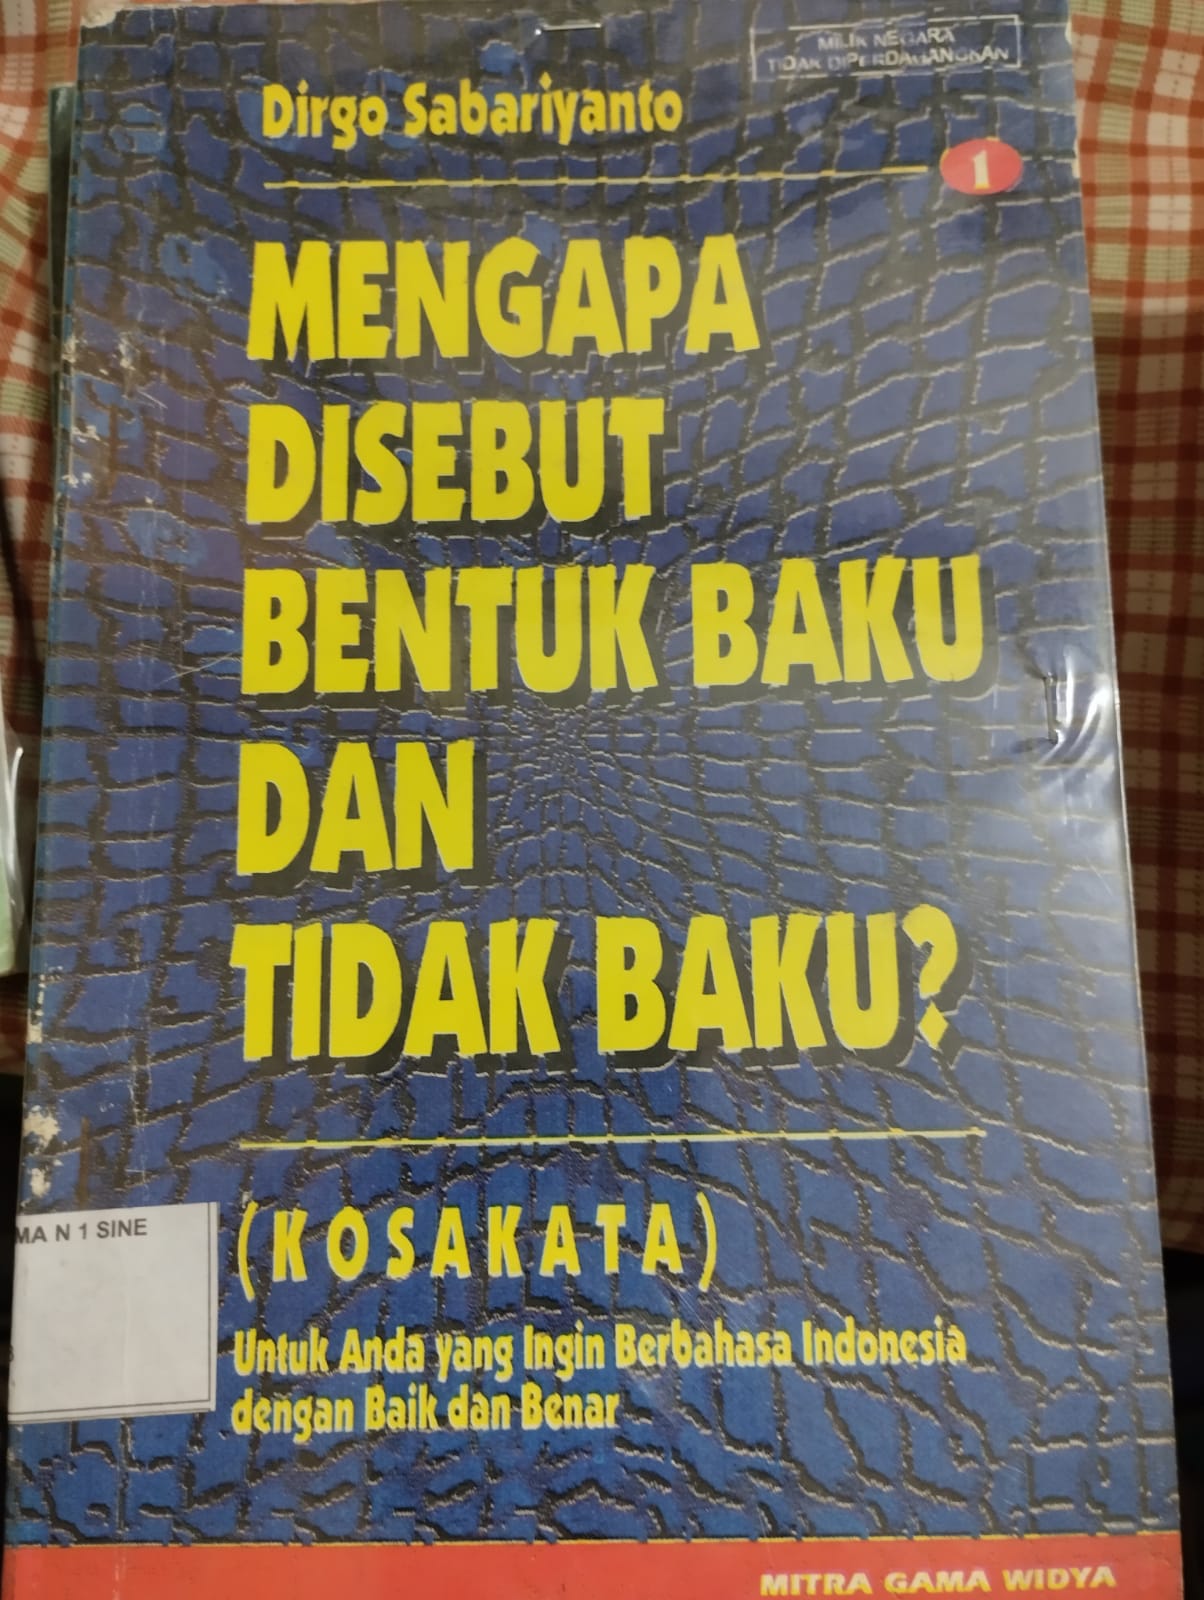 MILIK NEGARA
TIDAK DIPERDAGANGKAN
Dirgo Sabariyanto
1
MENGAPA
DISEBUT
BENTUK BAKU
DAN
TIDAK BAKU?
(KOSAKATA)
MA N 1 SINE
Untuk Anda yang Ingin Berbahasa Indonesia
dengan Baik dan Benar
MITRA GAMA WIDYA